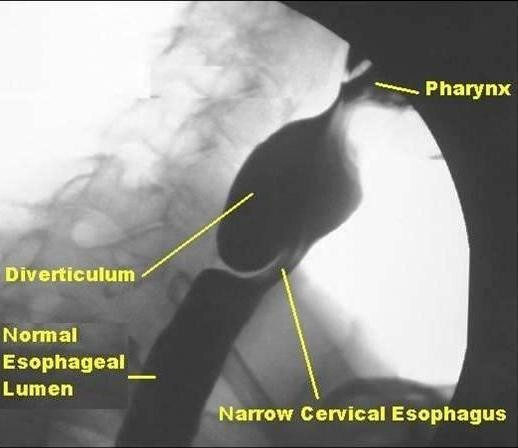 Pharynx
Diverticulum
Normal
Esophageal
Lumen
Narrow Cervical Esophagus